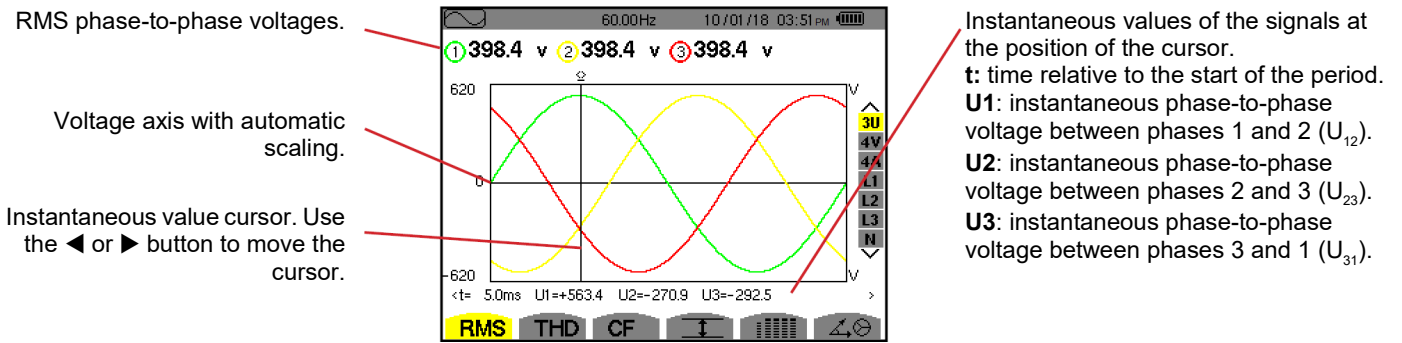 RMS phase-to-phase voltages.
Voltage axis with automatic
scaling.
Instantaneous value cursor. Use
the ◀ or ▶ button to move the
cursor.
60.00Hz 10/01/18 03:51 PM
1 398.4 v 2 398.4 v 3 398.4 v
620 V
0
-620 V
3U
4V
4A
L1
L2
L3
N
<t= 5.0ms U1=+563.4 U2=-270.9 U3=-292.5 >
RMS THD CF
Instantaneous values of the signals at
the position of the cursor.
t: time relative to the start of the period.
U1: instantaneous phase-to-phase
voltage between phases 1 and 2 (U₁₂).
U2: instantaneous phase-to-phase
voltage between phases 2 and 3 (U₂₃).
U3: instantaneous phase-to-phase
voltage between phases 3 and 1 (U₃₁).